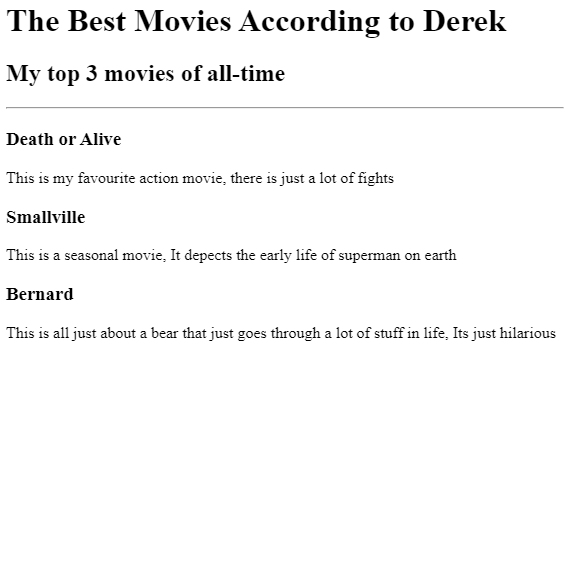 The Best Movies According to Derek
My top 3 movies of all-time
Death or Alive
This is my favourite action movie, there is just a lot of fights
Smallville
This is a seasonal movie, It depects the early life of superman on earth
Bernard
This is all just about a bear that just goes through a lot of stuff in life, Its just hilarious